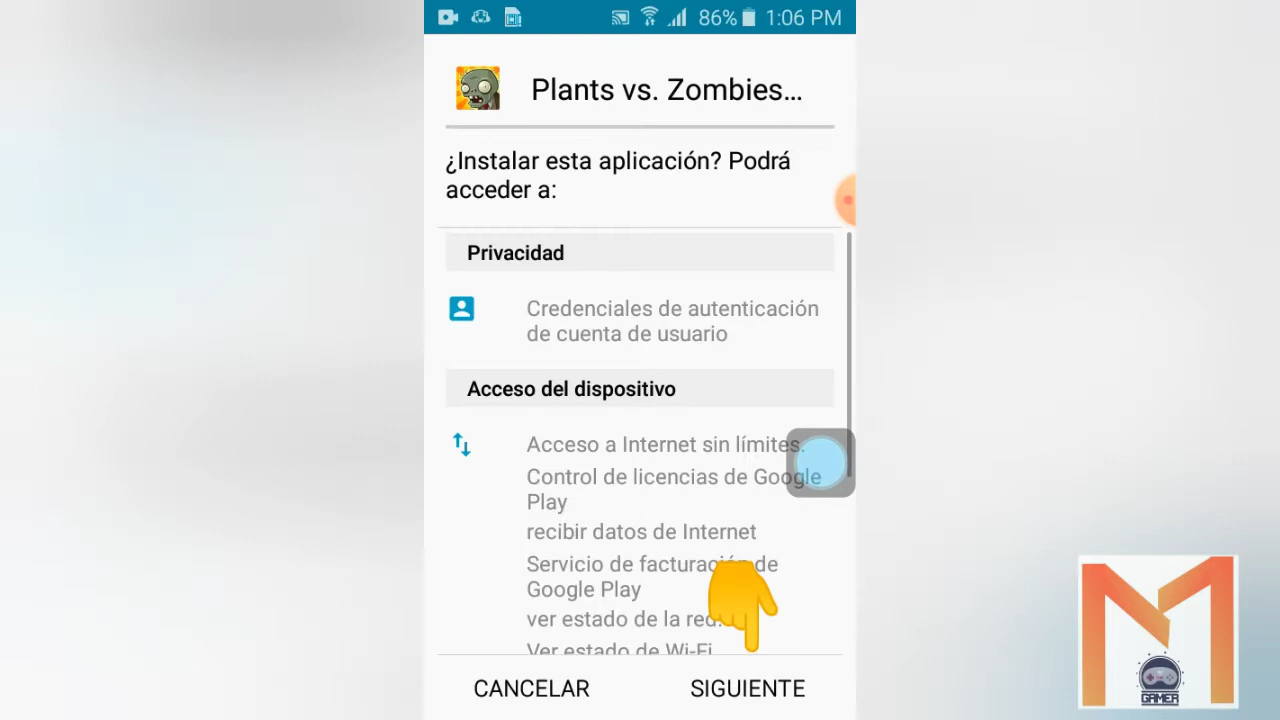 86% 1:06 PM
Plants vs. Zombies...
¿Instalar esta aplicación? Podrá
acceder a:
Privacidad
Credenciales de autenticación
de cuenta de usuario
Acceso del dispositivo
Acceso a Internet sin límites.
Control de licencias de Google
Play
recibir datos de Internet
Servicio de facturación de
Google Play
ver estado de la red.
Ver estado de Wi-Fi
CANCELAR SIGUIENTE
M
GAMER